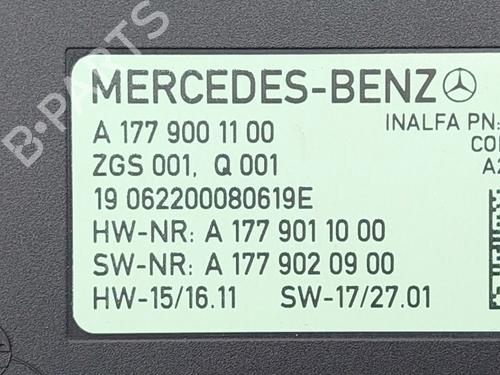 MERCEDES-BENZ
A 177 900 11 00
INALFA PN:
ZGS 001, Q 001
19 062200080619E
HW-NR: A 177 901 10 00
SW-NR: A 177 902 09 00
HW-15/16.11 SW-17/27.01
B-PARTS